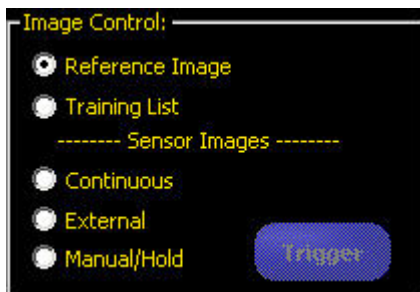 Image Control:
Reference Image
Training List
-------- Sensor Images --------
Continuous
External
Manual/Hold
Trigger